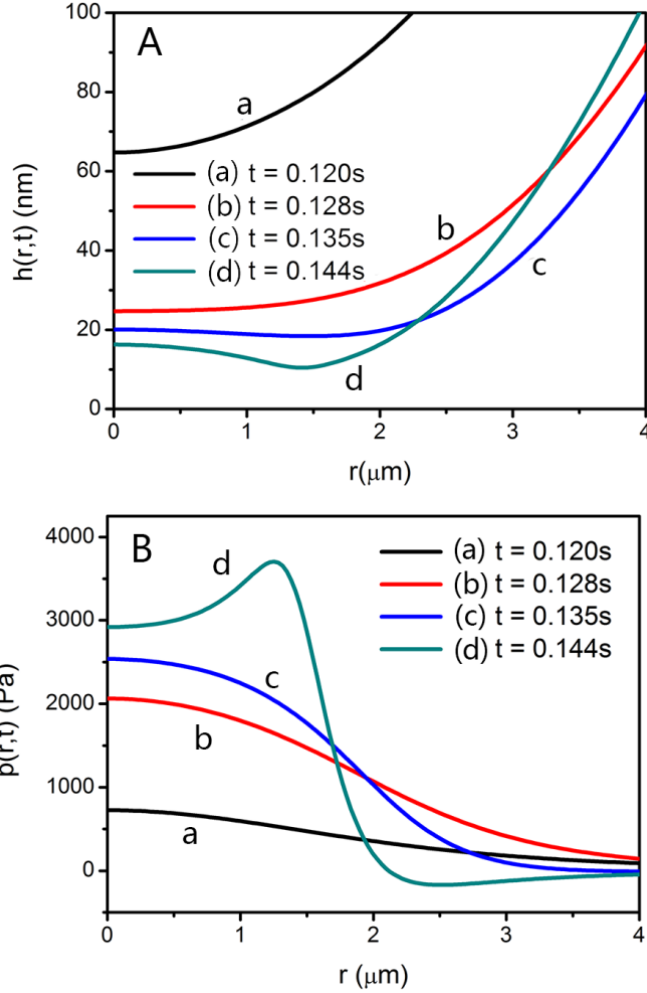 A
h(r,t) (nm)
100
80
60
40
20
0
a
b
c
d
(a) t = 0.120s
(b) t = 0.128s
(c) t = 0.135s
(d) t = 0.144s
0 1 2 3 4
r(μm)
B
p(r,t) (Pa)
4000
3000
2000
1000
0
d
c
b
a
(a) t = 0.120s
(b) t = 0.128s
(c) t = 0.135s
(d) t = 0.144s
0 1 2 3 4
r (μm)